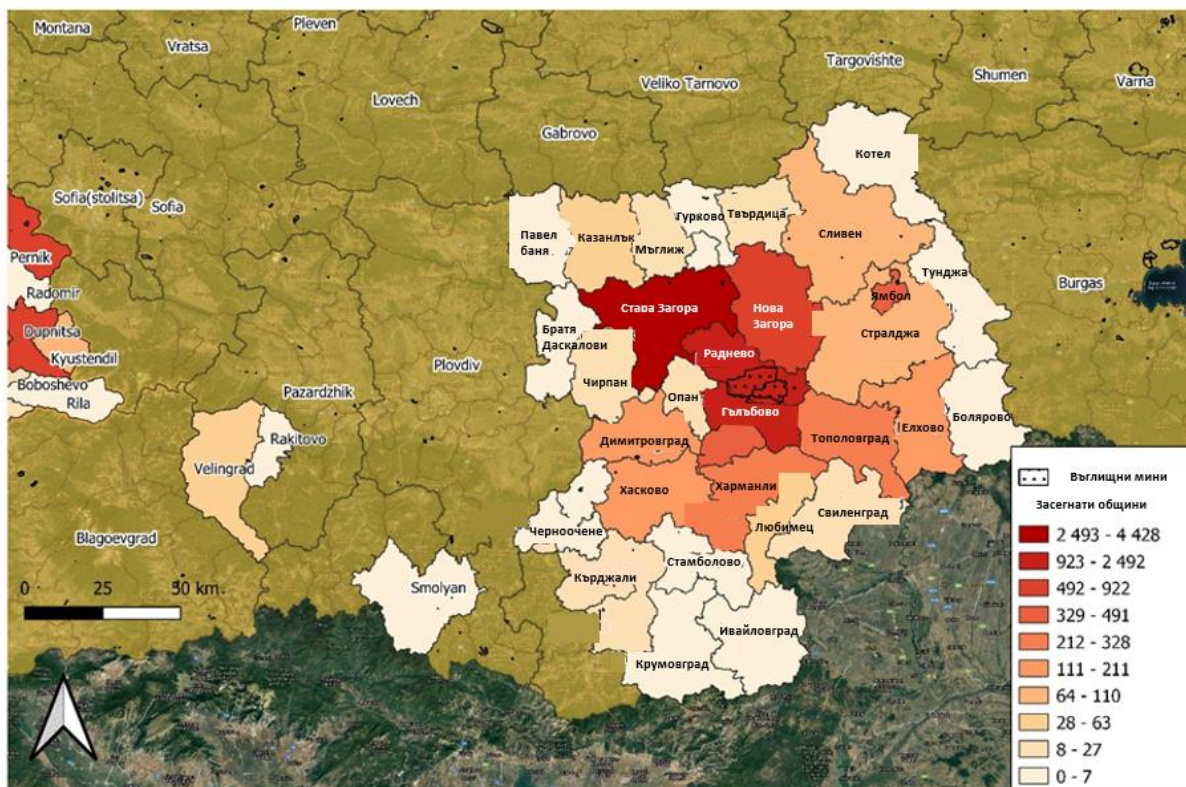 Montana
Vratsa
Pleven
Lovech
Veliko Tarnovo
Targovishte
Shumen
Varna
Gabrovo
Котел
Sofia(stolitsa)
Sofia
Павел
баня
Казанлък
Мъглиж
Гурково
Твърдица
Сливен
Тунджа
Burgas
Pernik
Radomir
Dupnitsa
Kyustendil
Boboshevo
Rila
Plovdiv
Pazardzhik
Братя
Даскалови
Стара Загора
Нова
Загора
Ямбол
Стралджа
Раднево
Чирпан
Опан
Гълъбово
Димитровград
Тополовград
Елхово
Болярово
Velingrad
Rakitovo
Хасково
Харманли
Свиленград
Любимец
Черноочене
Стамболово
Blagoevgrad
Smolyan
Кърджали
Ивайловград
Крумовград
0 25 50 km.
Въглищни мини
Засегнати общини
2 493 - 4 428
923 - 2 492
492 - 922
329 - 491
212 - 328
111 - 211
64 - 110
28 - 63
8 - 27
0 - 7